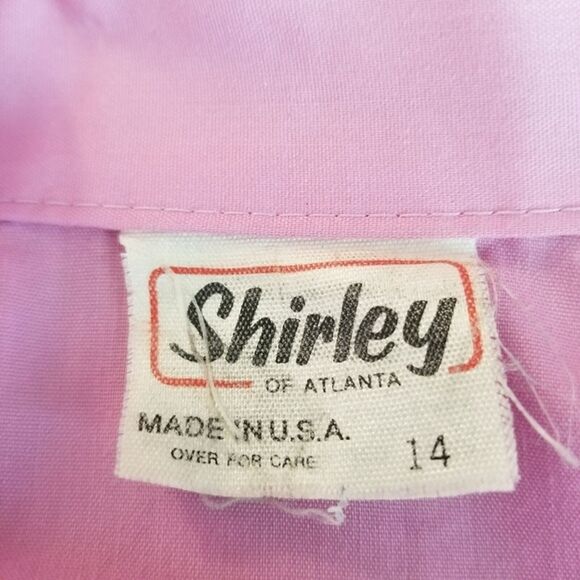 Shirley
OF ATLANTA
MADE IN U.S.A.
OVER FOR CARE
14